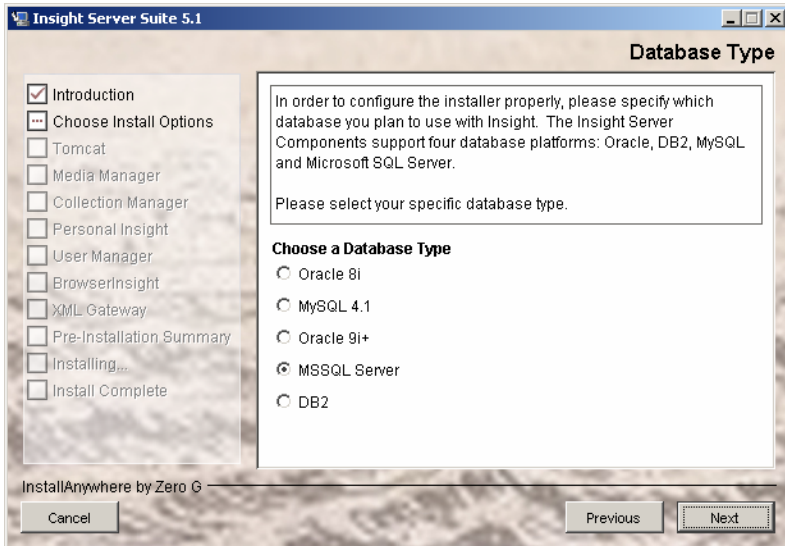 Insight Server Suite 5.1
Database Type
Introduction
Choose Install Options
Tomcat
Media Manager
Collection Manager
Personal Insight
User Manager
BrowserInsight
XML Gateway
Pre-Installation Summary
Installing...
Install Complete
In order to configure the installer properly, please specify which
database you plan to use with Insight. The Insight Server
Components support four database platforms: Oracle, DB2, MySQL
and Microsoft SQL Server.
Please select your specific database type.
Choose a Database Type
Oracle 8i
MySQL 4.1
Oracle 9i+
MSSQL Server
DB2
InstallAnywhere by Zero G
Cancel
Previous
Next